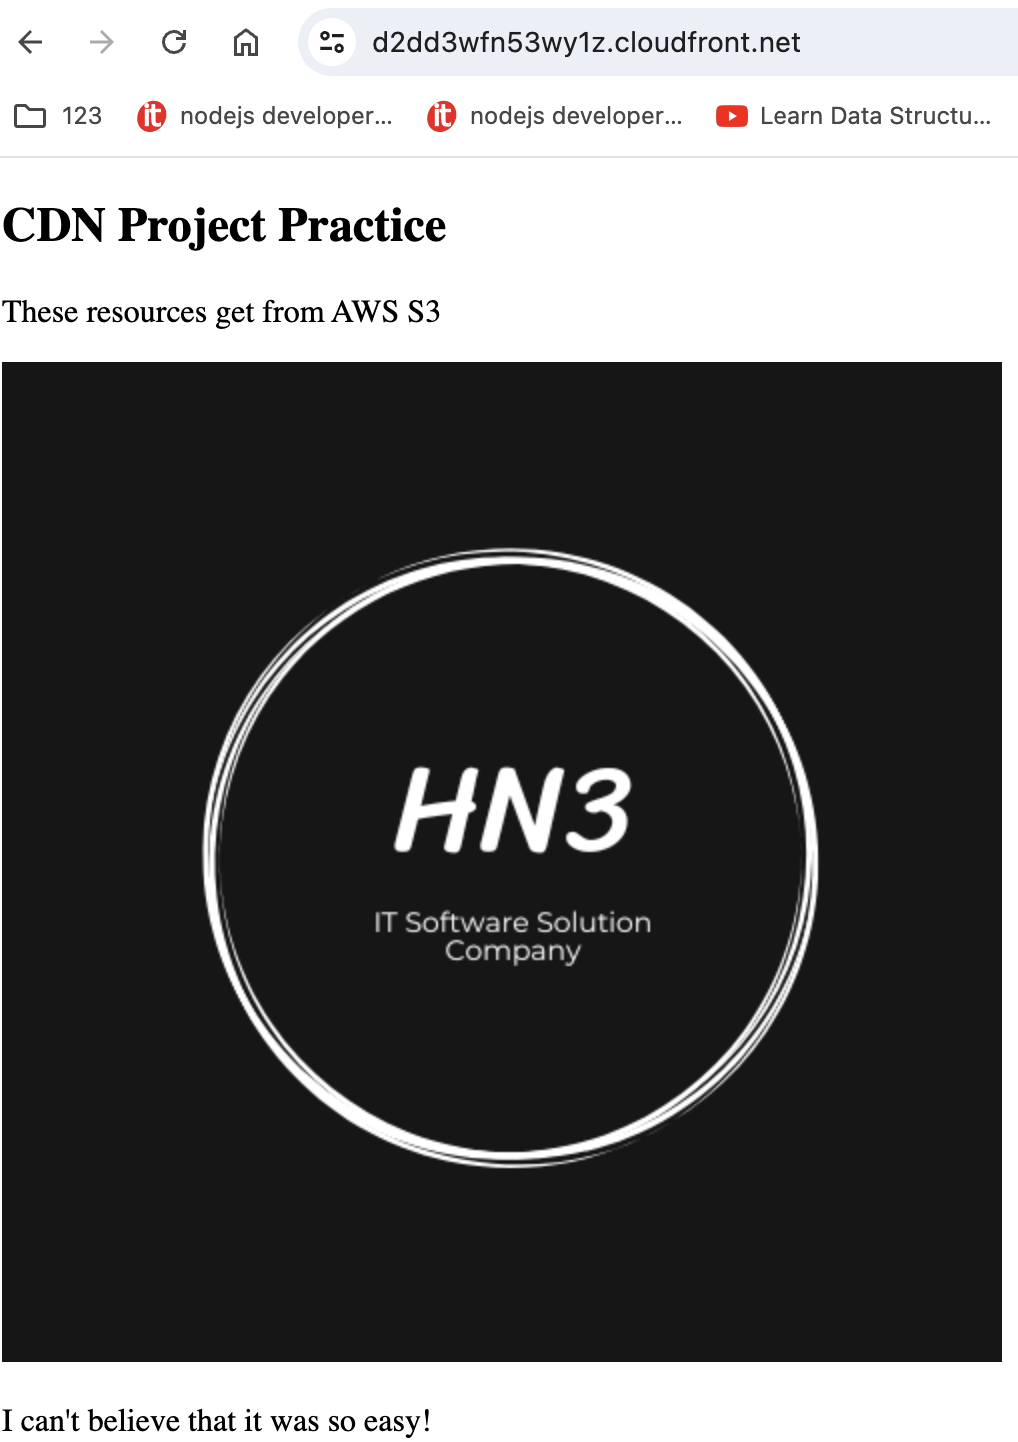 d2dd3wfn53wy1z.cloudfront.net
123
nodejs developer...
nodejs developer...
Learn Data Structu...
CDN Project Practice
These resources get from AWS S3
HN3
IT Software Solution
Company
I can't believe that it was so easy!